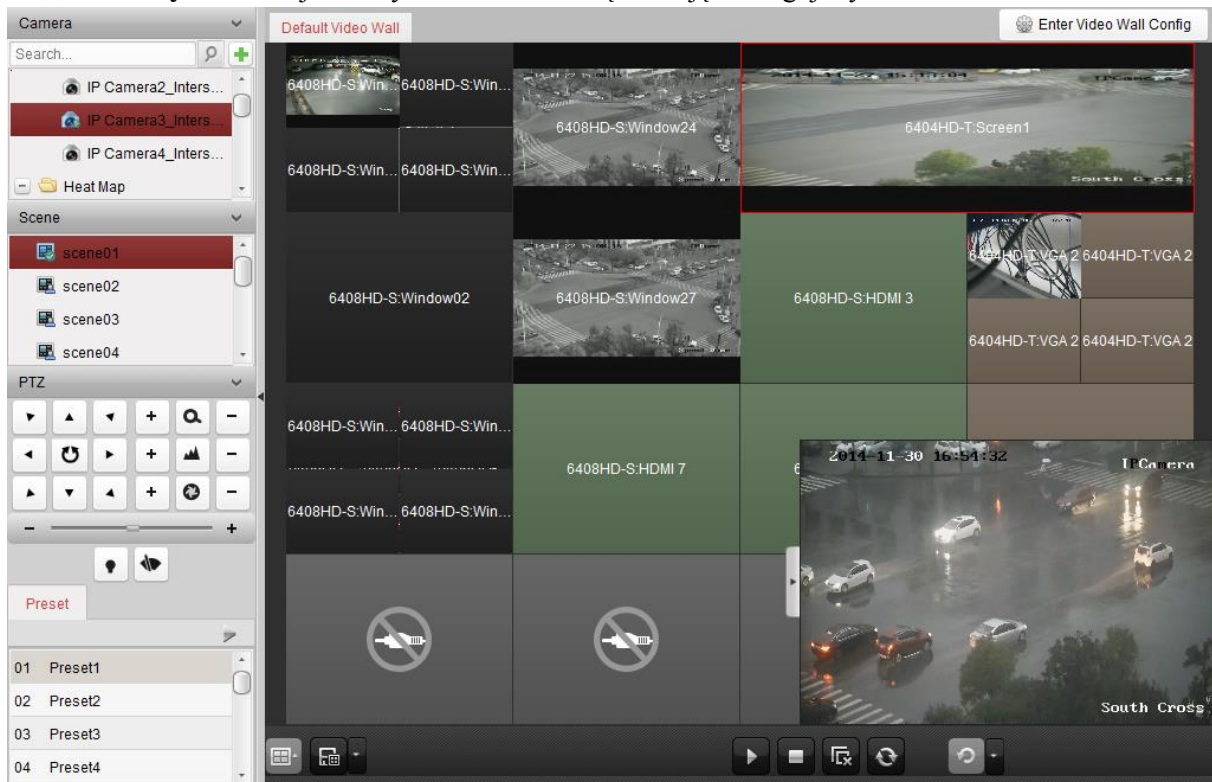 Camera
Search...
IP Camera2_Inters...
IP Camera3_Inters...
IP Camera4_Inters...
Heat Map
Scene
scene01
scene02
scene03
scene04
PTZ
Preset
01 Preset1
02 Preset2
03 Preset3
04 Preset4
Default Video Wall
Enter Video Wall Config
6408HD-S:Win... 6408HD-S:Win...
6408HD-S:Win... 6408HD-S:Win...
6408HD-S:Window24
6404HD-T:Screen1
South Cross
6408HD-S:Window02
6408HD-S:Window27
6408HD-S:HDMI 3
6404HD-T:VGA 2 6404HD-T:VGA 2
6404HD-T:VGA 2 6404HD-T:VGA 2
6408HD-S:Win... 6408HD-S:Win...
6408HD-S:Win... 6408HD-S:Win...
6408HD-S:HDMI 7
2014-11-30 16:54:32
IPCamera
South Cross